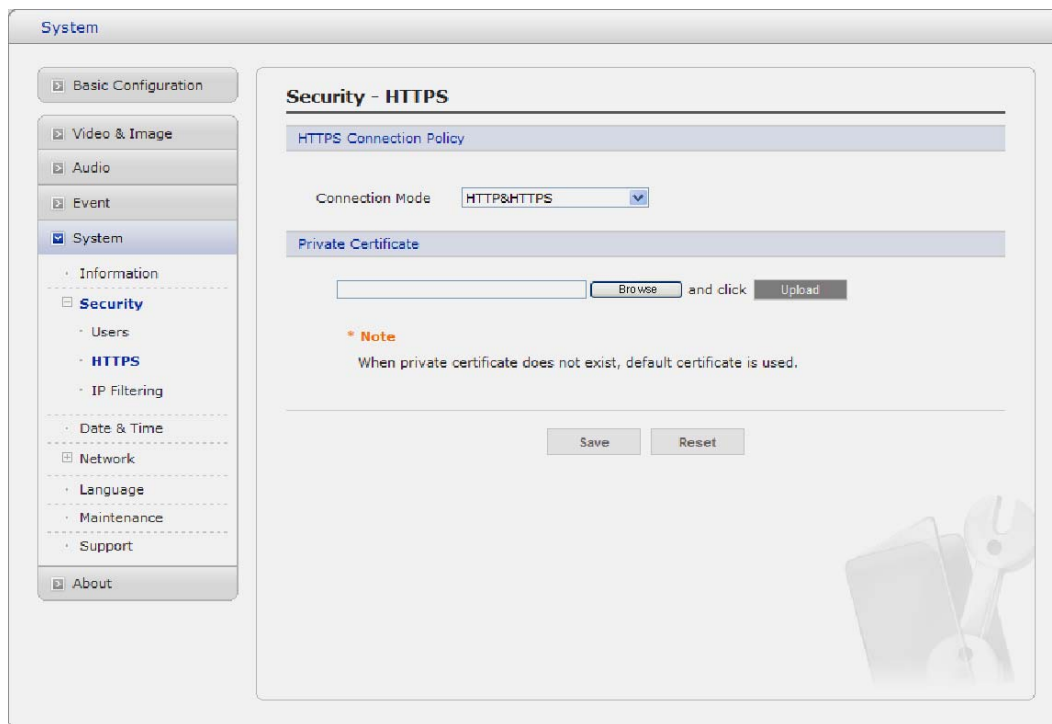 System
Basic Configuration
Video & Image
Audio
Event
System
Information
Security
Users
HTTPS
IP Filtering
Date & Time
Network
Language
Maintenance
Support
About
Security - HTTPS
HTTPS Connection Policy
Connection Mode HTTP&HTTPS
Private Certificate
Browse and click Upload
* Note
When private certificate does not exist, default certificate is used.
Save Reset